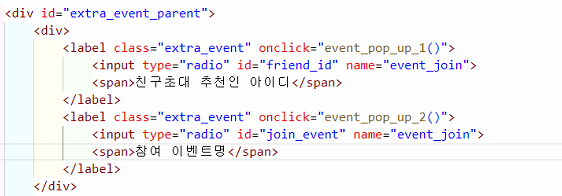 <div id="extra_event_parent">
<div>
<label class="extra_event" onclick="event_pop_up_1()">
<input type="radio" id="friend_id" name="event_join">
<span>친구초대 추천인 아이디</span>
</label>
<label class="extra_event" onclick="event_pop_up_2()">
<input type="radio" id="join_event" name="event_join">
<span>참여 이벤트명</span>
</label>
</div>